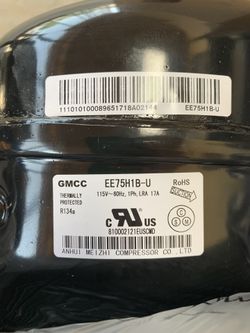 111010100089651718A02144
EE75H1B-U
GMCC EE75H1B-U
THERMALLY PROTECTED
115V~60Hz, 1Ph, LRA 17A
RoHS
R134a
C US
810002121EUSCMD
ANHUI MEIZHI COMPRESSOR CO., LTD